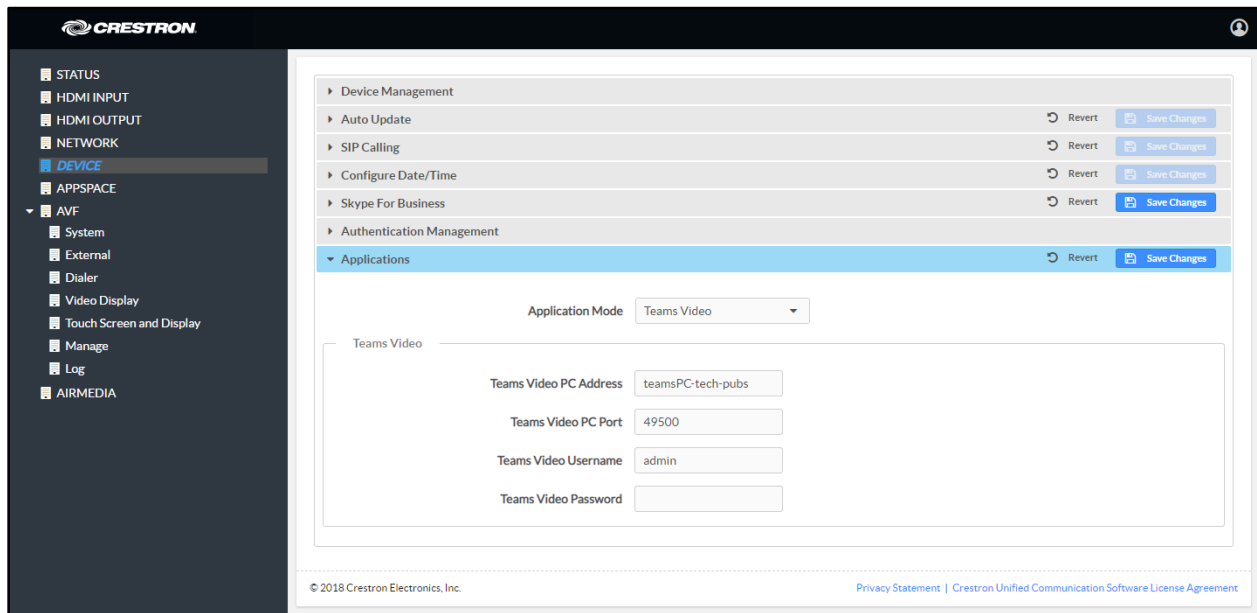 CRESTRON
STATUS
HDMI INPUT
HDMI OUTPUT
NETWORK
DEVICE
APPSPACE
AVF
System
External
Dialer
Video Display
Touch Screen and Display
Manage
Log
AIRMEDIA
Device Management
Auto Update Revert Save Changes
SIP Calling Revert Save Changes
Configure Date/Time Revert Save Changes
Skype For Business Revert Save Changes
Authentication Management
Applications Revert Save Changes
Application Mode Teams Video
Teams Video
Teams Video PC Address teamsPC-tech-pubs
Teams Video PC Port 49500
Teams Video Username admin
Teams Video Password
© 2018 Crestron Electronics, Inc. Privacy Statement | Crestron Unified Communication Software License Agreement